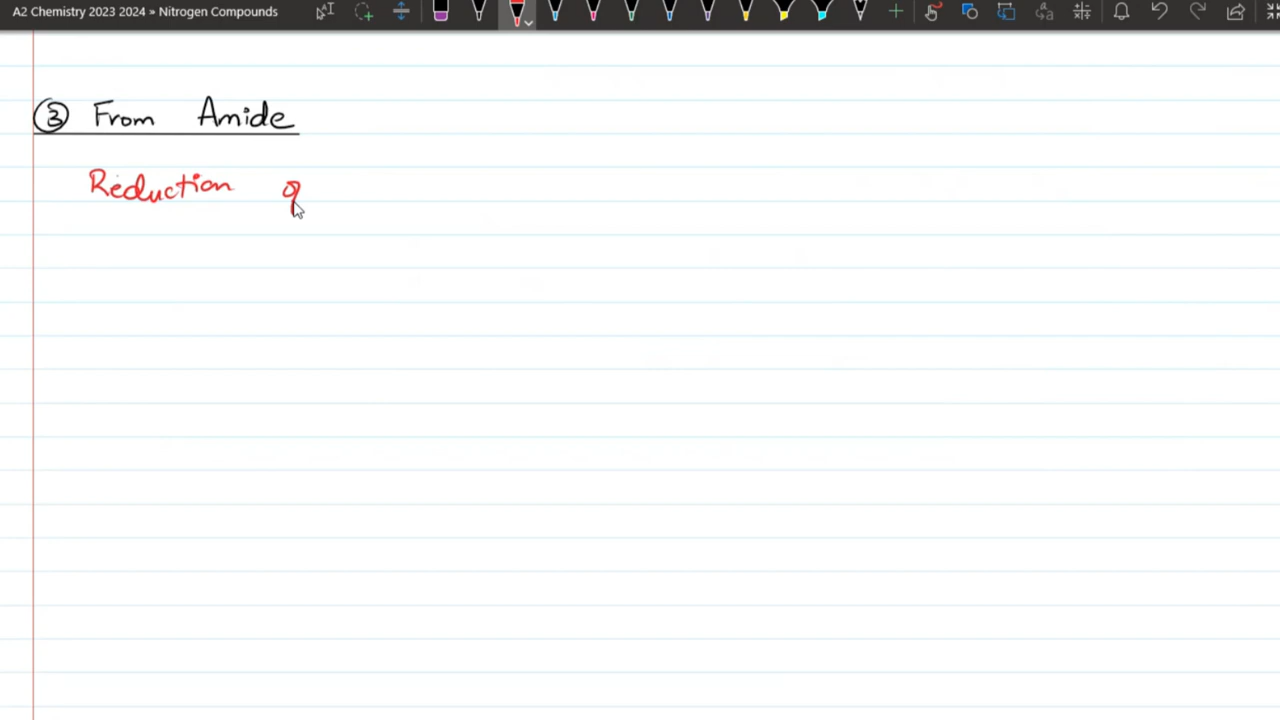 A2 Chemistry 2023 2024 » Nitrogen Compounds
③ From Amide
Reduction